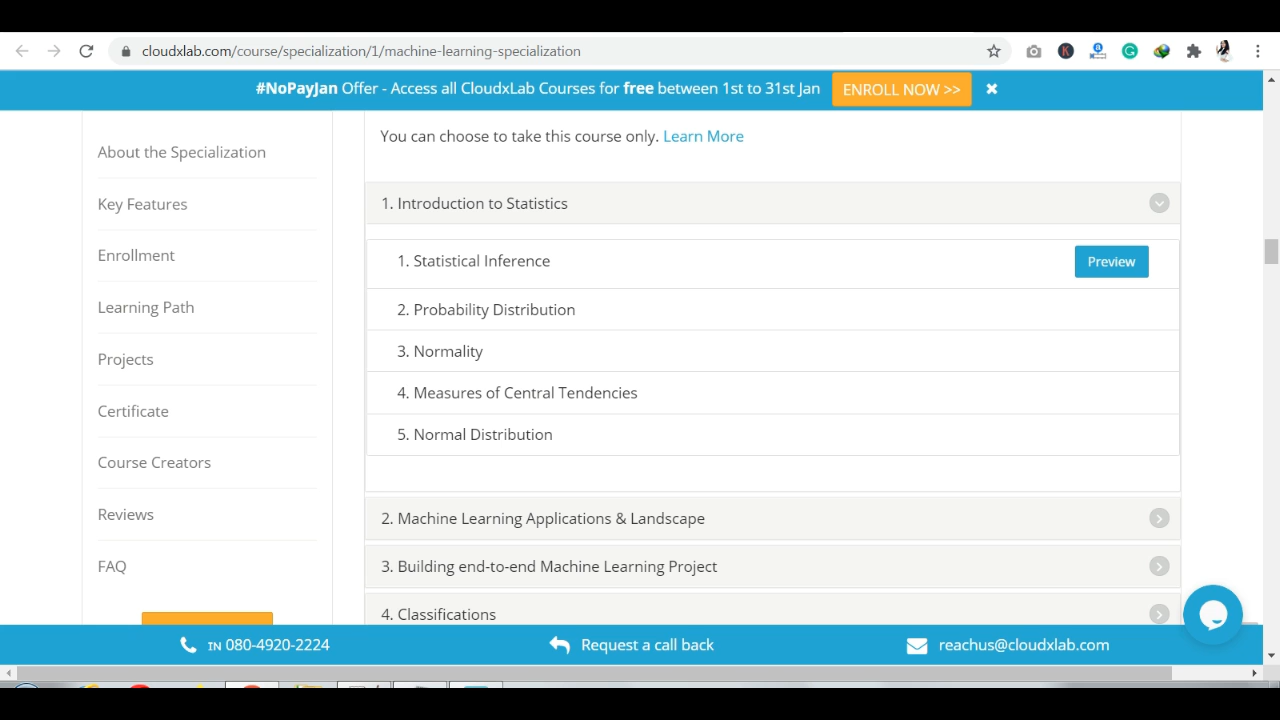 cloudxlab.com/course/specialization/1/machine-learning-specialization
#NoPayJan Offer - Access all CloudxLab Courses for free between 1st to 31st Jan
ENROLL NOW >>
About the Specialization
Key Features
Enrollment
Learning Path
Projects
Certificate
Course Creators
Reviews
FAQ
You can choose to take this course only. Learn More
1. Introduction to Statistics
1. Statistical Inference
Preview
2. Probability Distribution
3. Normality
4. Measures of Central Tendencies
5. Normal Distribution
2. Machine Learning Applications & Landscape
3. Building end-to-end Machine Learning Project
4. Classifications
IN 080-4920-2224
Request a call back
reachus@cloudxlab.com